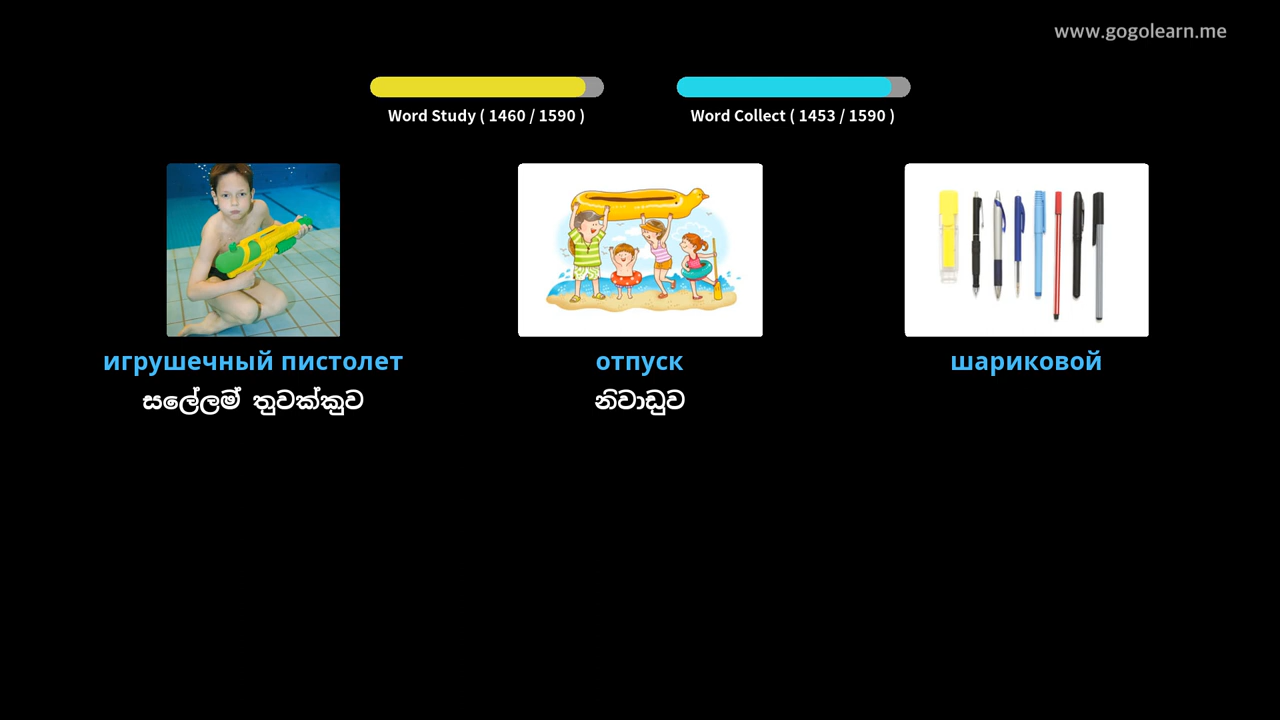 www.gogolearn.me
Word Study ( 1460 / 1590 )
Word Collect ( 1453 / 1590 )
игрушечный пистолет
отпуск
шариковой
සෙල්ලම් තුවක්කුව
නිවාඩුව